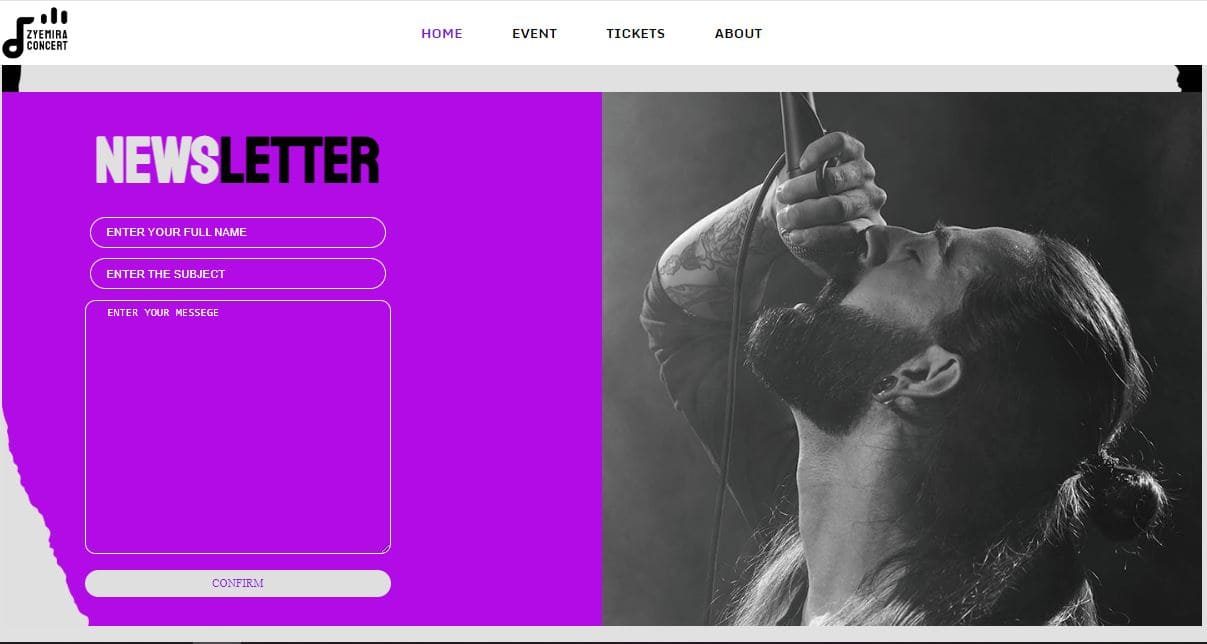 ZYEMIRA
CONCERT
HOME EVENT TICKETS ABOUT
NEWSLETTER
ENTER YOUR FULL NAME
ENTER THE SUBJECT
ENTER YOUR MESSEGE
CONFIRM